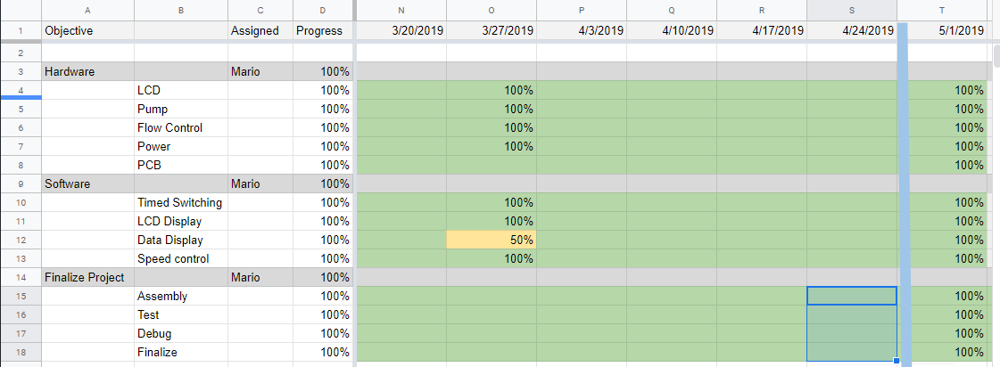 A B C D N O P Q R S T
1 Objective Assigned Progress 3/20/2019 3/27/2019 4/3/2019 4/10/2019 4/17/2019 4/24/2019 5/1/2019
2
3 Hardware Mario 100%
4 LCD 100% 100% 100%
5 Pump 100% 100% 100%
6 Flow Control 100% 100% 100%
7 Power 100% 100% 100%
8 PCB 100% 100%
9 Software Mario 100%
10 Timed Switching 100% 100% 100%
11 LCD Display 100% 100% 100%
12 Data Display 100% 50% 100%
13 Speed control 100% 100% 100%
14 Finalize Project Mario 100%
15 Assembly 100% 100%
16 Test 100% 100%
17 Debug 100% 100%
18 Finalize 100% 100%